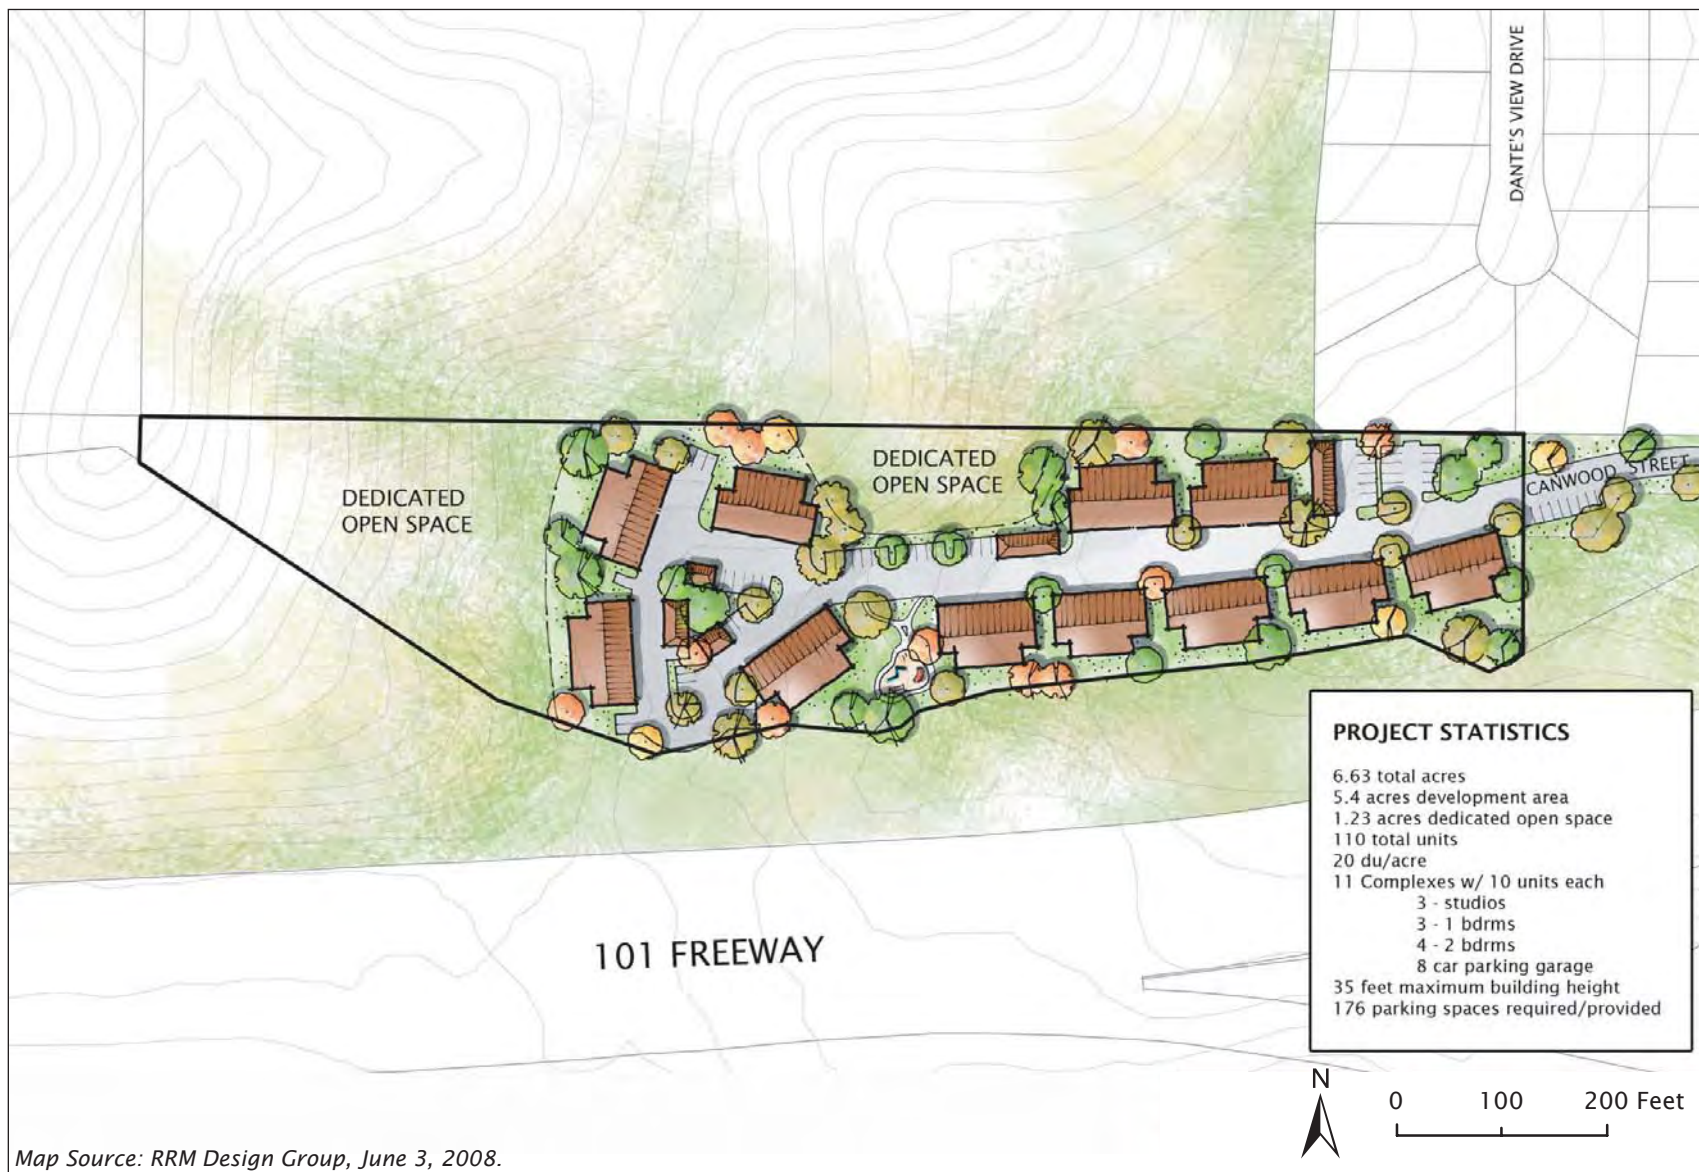 DANTE'S VIEW DRIVE
DEDICATED
OPEN SPACE
DEDICATED
OPEN SPACE
CANWOOD STREET
101 FREEWAY
PROJECT STATISTICS
6.63 total acres
5.4 acres development area
1.23 acres dedicated open space
110 total units
20 du/acre
11 Complexes w/ 10 units each
3 - studios
3 - 1 bdrms
4 - 2 bdrms
8 car parking garage
35 feet maximum building height
176 parking spaces required/provided
N
0 100 200 Feet
Map Source: RRM Design Group, June 3, 2008.